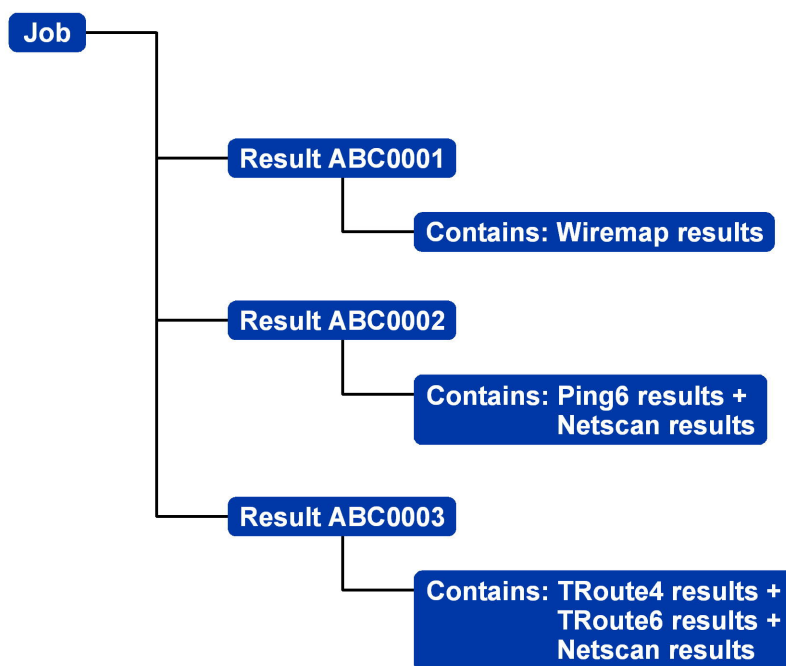 Job
Result ABC0001
Contains: Wiremap results
Result ABC0002
Contains: Ping6 results +
Netscan results
Result ABC0003
Contains: TRoute4 results +
TRoute6 results +
Netscan results